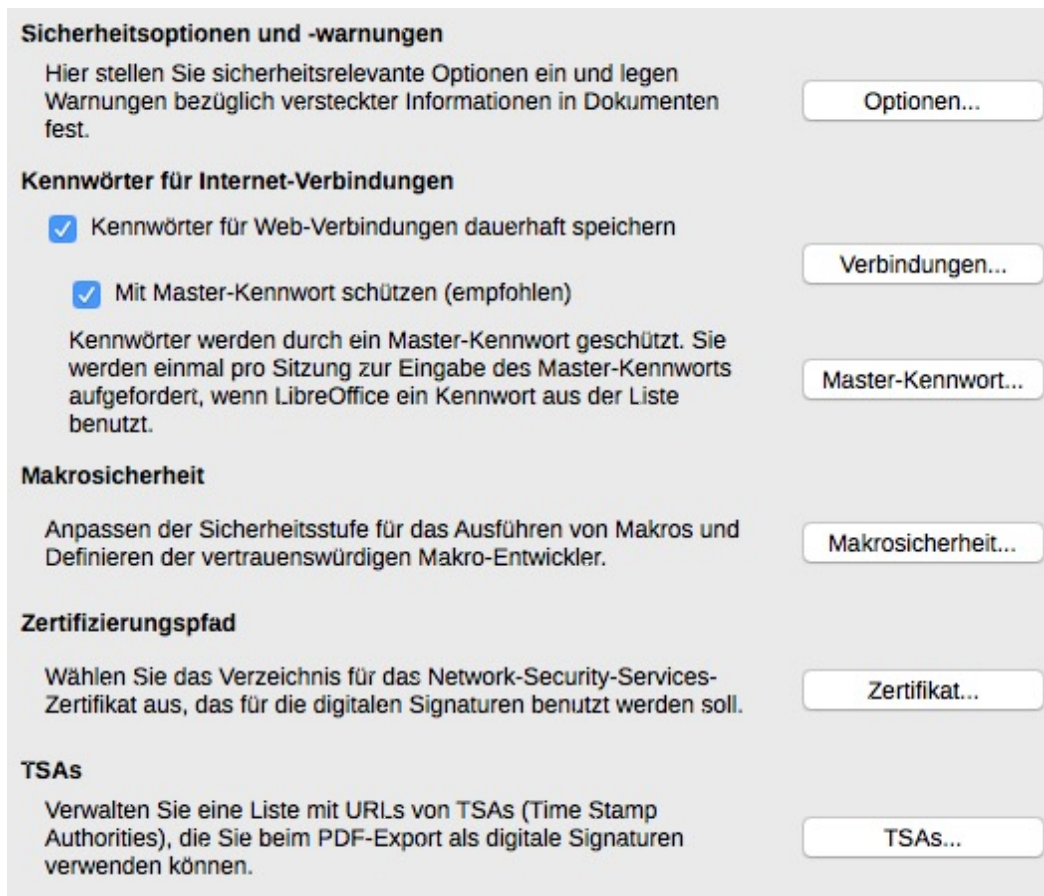 Sicherheitsoptionen und -warnungen
Hier stellen Sie sicherheitsrelevante Optionen ein und legen
Warnungen bezüglich versteckter Informationen in Dokumenten
fest.
Optionen...
Kennwörter für Internet-Verbindungen
Kennwörter für Web-Verbindungen dauerhaft speichern
Verbindungen...
Mit Master-Kennwort schützen (empfohlen)
Kennwörter werden durch ein Master-Kennwort geschützt. Sie
werden einmal pro Sitzung zur Eingabe des Master-Kennworts
aufgefordert, wenn LibreOffice ein Kennwort aus der Liste
benutzt.
Master-Kennwort...
Makrosicherheit
Anpassen der Sicherheitsstufe für das Ausführen von Makros und
Definieren der vertrauenswürdigen Makro-Entwickler.
Makrosicherheit...
Zertifizierungspfad
Wählen Sie das Verzeichnis für das Network-Security-Services-
Zertifikat aus, das für die digitalen Signaturen benutzt werden soll.
Zertifikat...
TSAs
Verwalten Sie eine Liste mit URLs von TSAs (Time Stamp
Authorities), die Sie beim PDF-Export als digitale Signaturen
verwenden können.
TSAs...